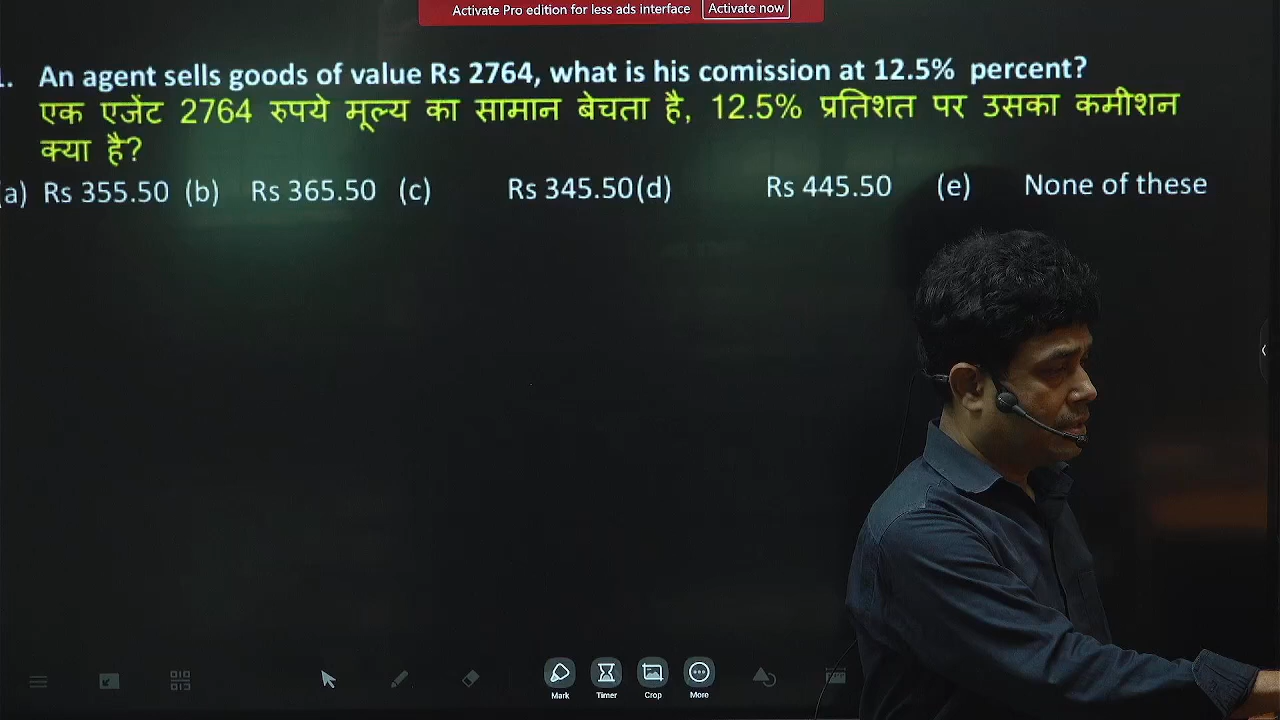 Activate Pro edition for less ads interface Activate now
1. An agent sells goods of value Rs 2764, what is his comission at 12.5% percent?
एक एजेंट 2764 रुपये मूल्य का सामान बेचता है, 12.5% प्रतिशत पर उसका कमीशन
क्या है?
(a) Rs 355.50 (b) Rs 365.50 (c) Rs 345.50(d) Rs 445.50 (e) None of these
Mark Timer Crop More